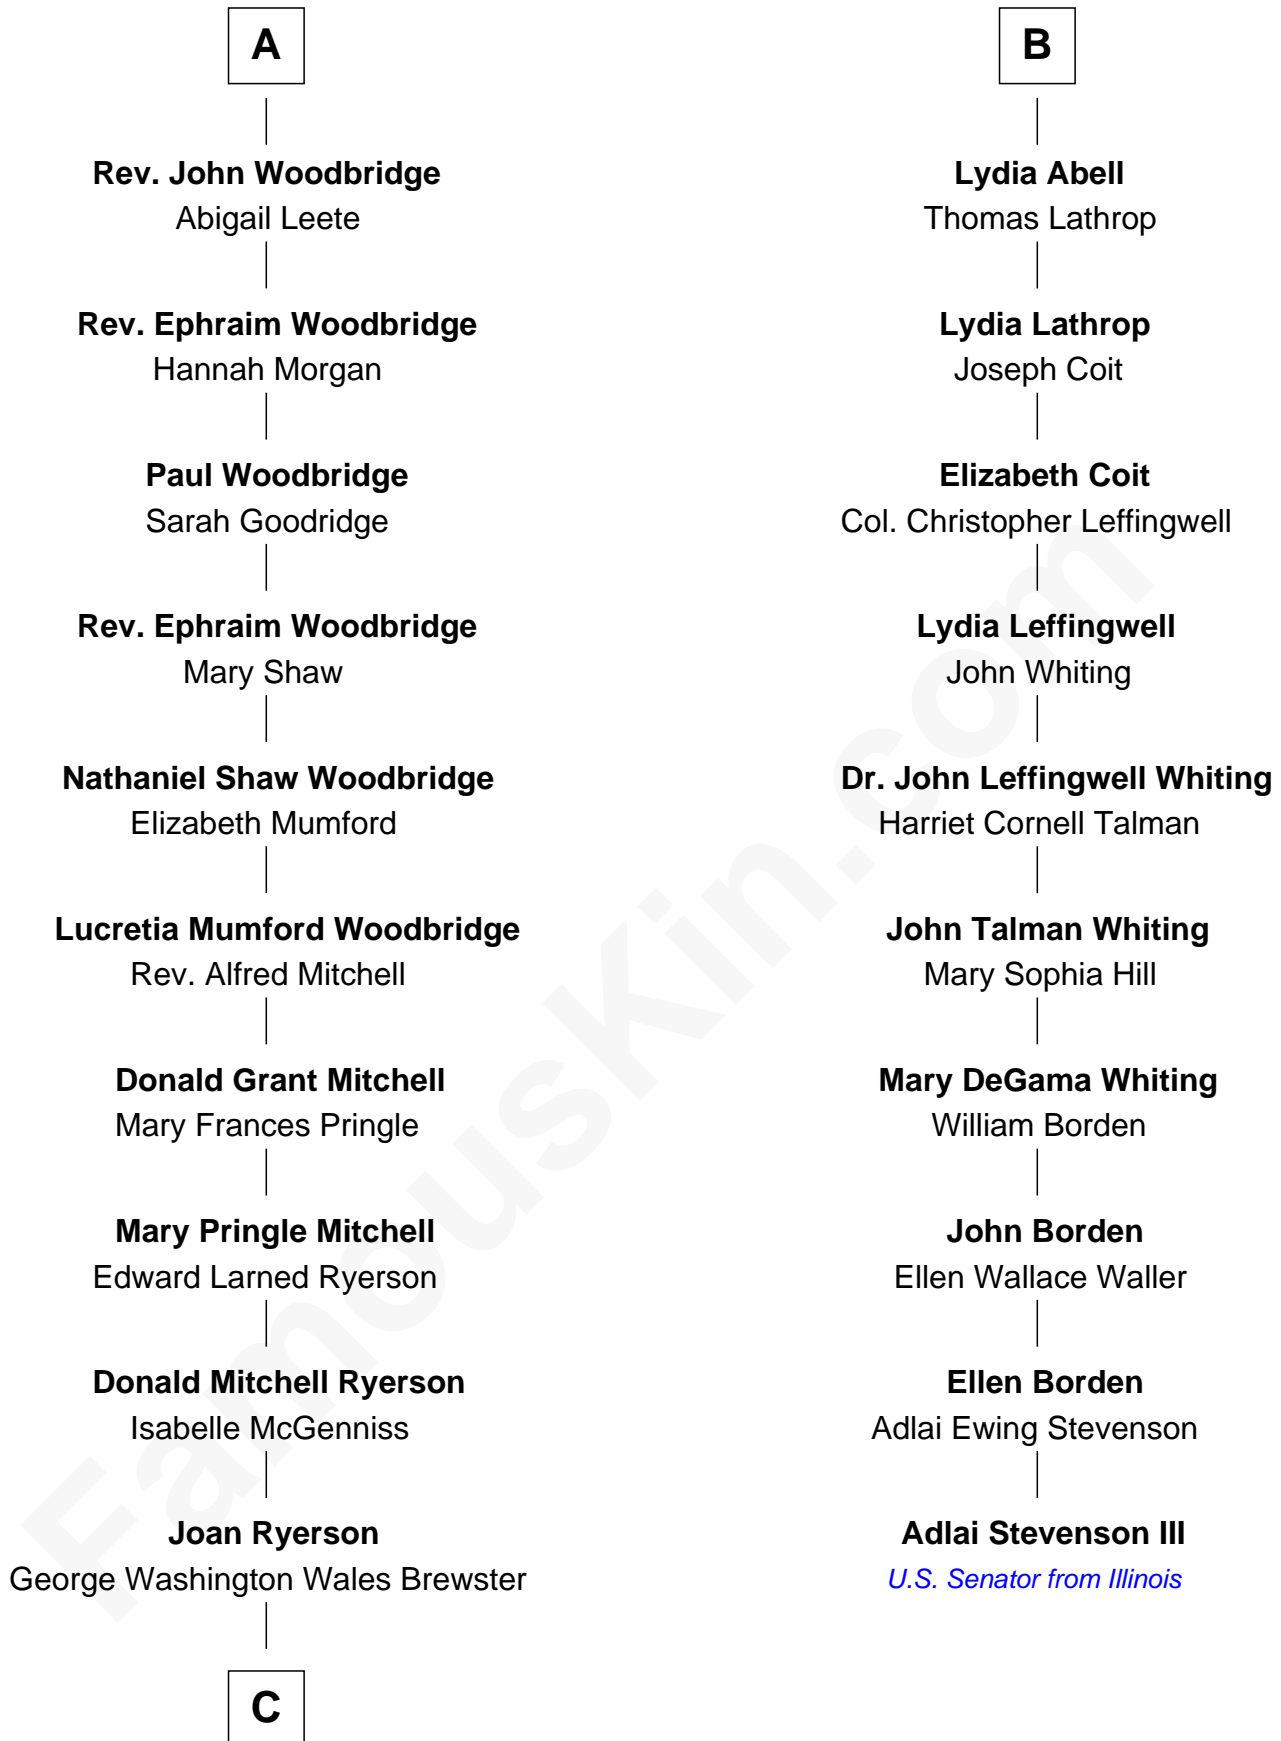 A
Rev. John Woodbridge
Abigail Leete
Rev. Ephraim Woodbridge
Hannah Morgan
Paul Woodbridge
Sarah Goodridge
Rev. Ephraim Woodbridge
Mary Shaw
Nathaniel Shaw Woodbridge
Elizabeth Mumford
Lucretia Mumford Woodbridge
Rev. Alfred Mitchell
Donald Grant Mitchell
Mary Frances Pringle
Mary Pringle Mitchell
Edward Larned Ryerson
Donald Mitchell Ryerson
Isabelle McGenniss
Joan Ryerson
George Washington Wales Brewster
C
B
Lydia Abell
Thomas Lathrop
Lydia Lathrop
Joseph Coit
Elizabeth Coit
Col. Christopher Leffingwell
Lydia Leffingwell
John Whiting
Dr. John Leffingwell Whiting
Harriet Cornell Talman
John Talman Whiting
Mary Sophia Hill
Mary DeGama Whiting
William Borden
John Borden
Ellen Wallace Waller
Ellen Borden
Adlai Ewing Stevenson
Adlai Stevenson III
U.S. Senator from Illinois
FamousKin.com